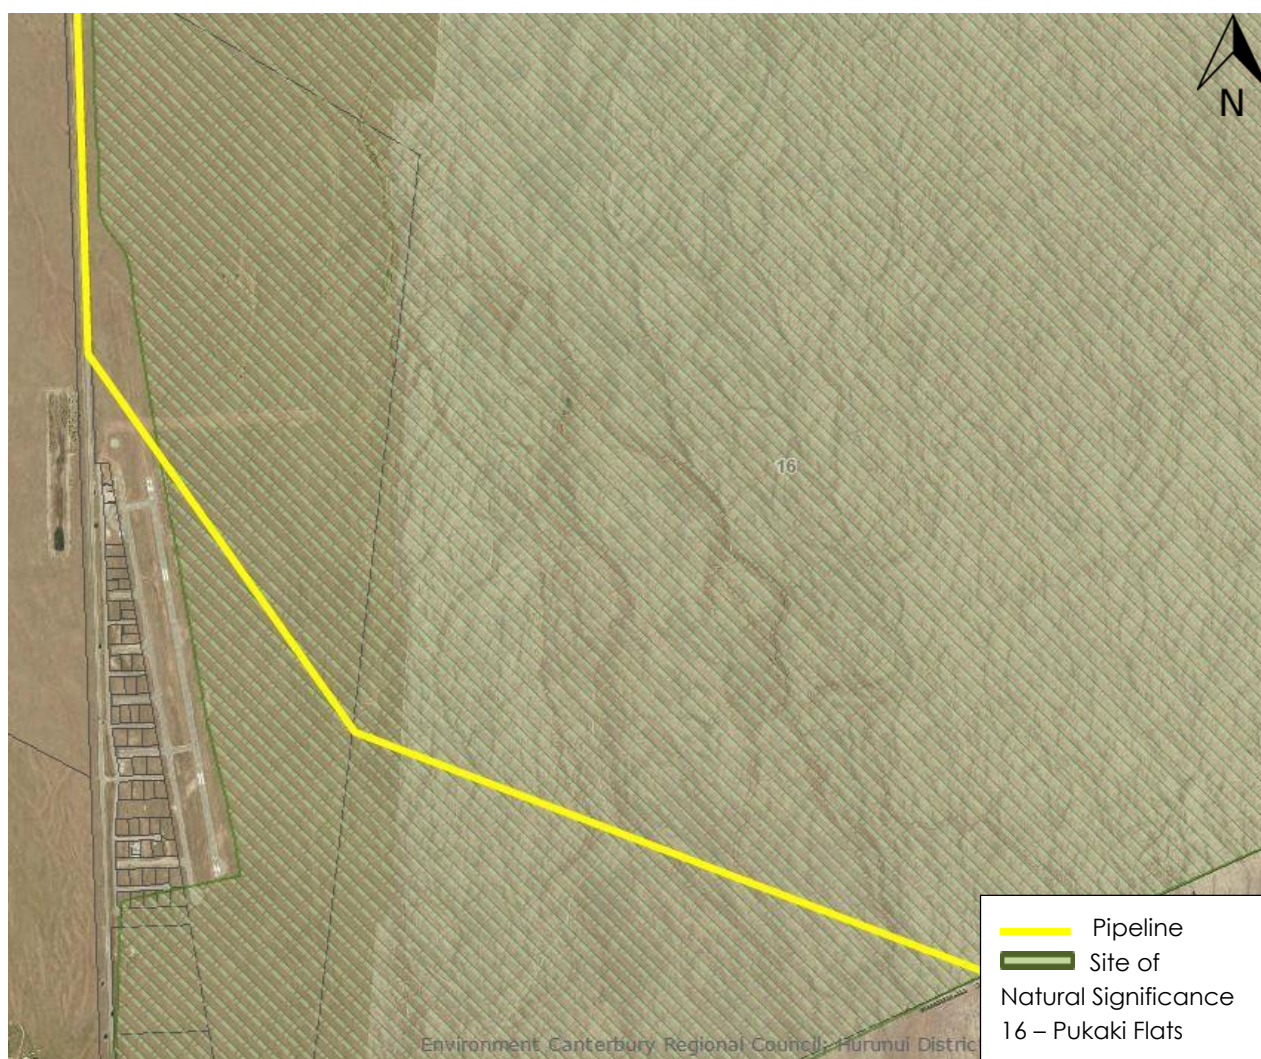 N
16
Pipeline
Site of
Natural Significance
16 – Pukaki Flats
Environment Canterbury Regional Council; Hurunui Distric